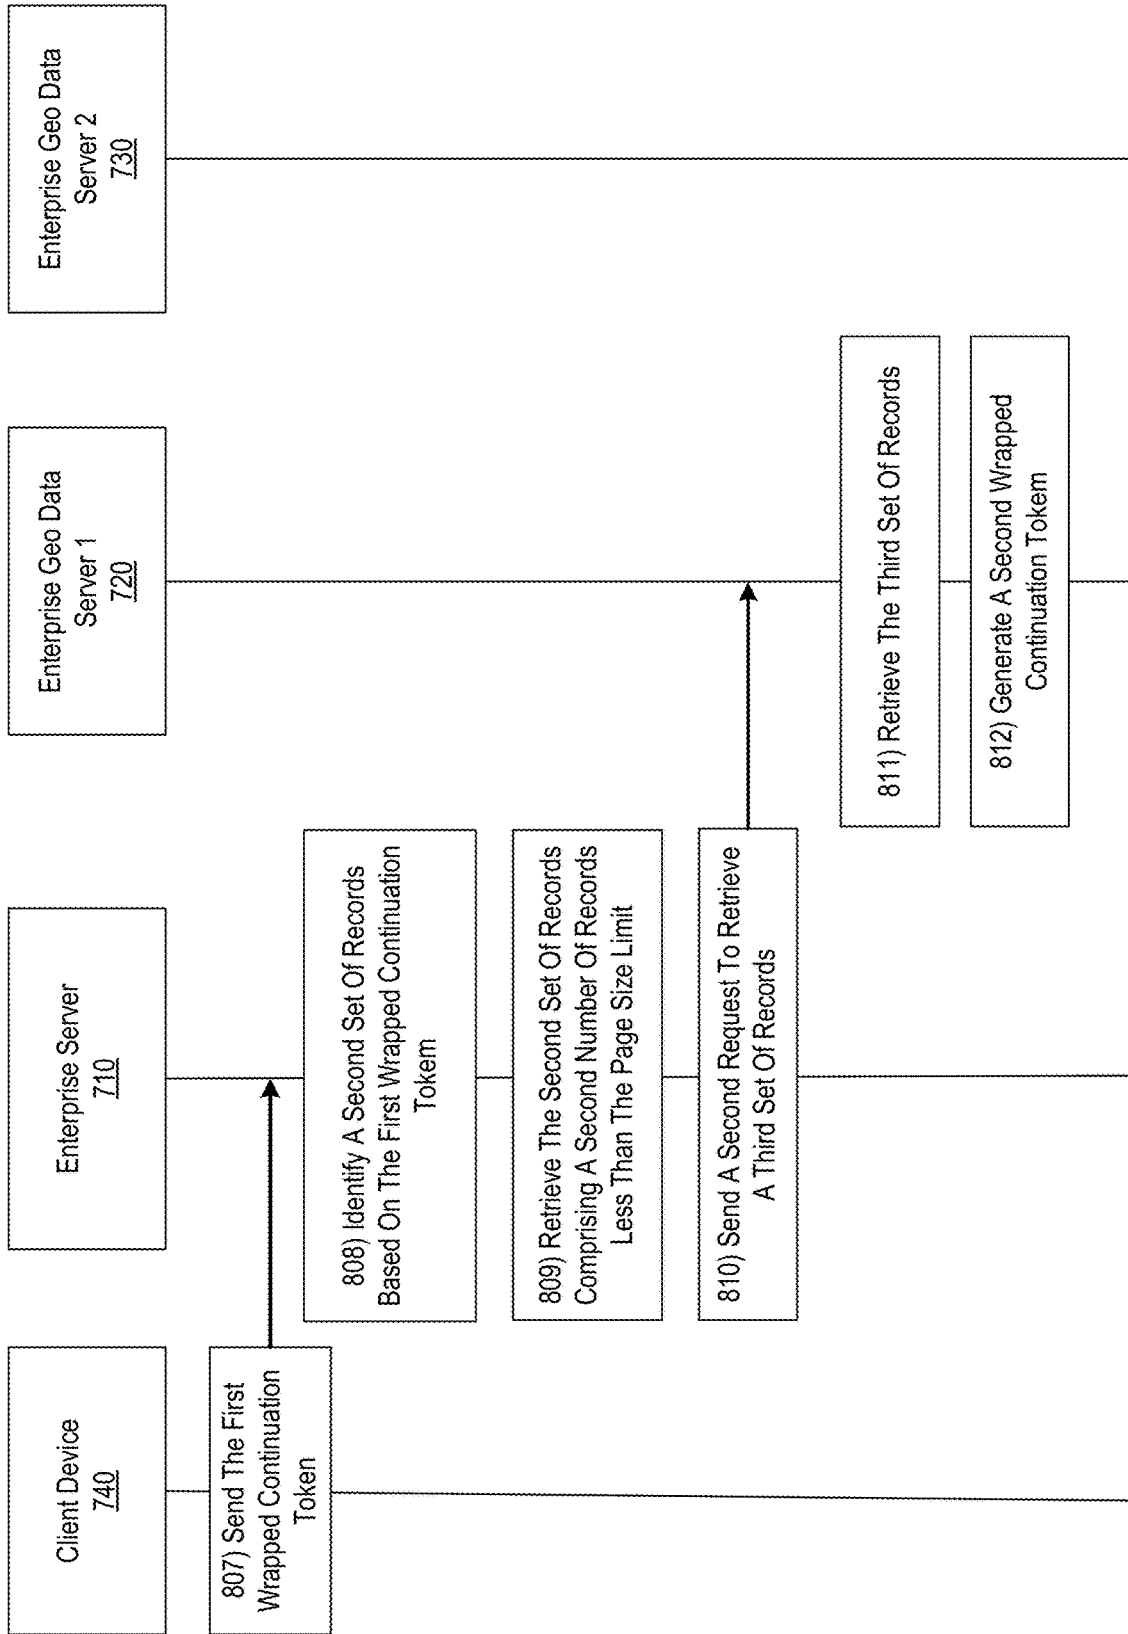 Client Device
740
Enterprise Server
710
Enterprise Geo Data
Server 1
720
Enterprise Geo Data
Server 2
730
807) Send The First
Wrapped Continuation
Token
808) Identify A Second Set Of Records
Based On The First Wrapped Continuation
Tokem
809) Retrieve The Second Set Of Records
Comprising A Second Number Of Records
Less Than The Page Size Limit
810) Send A Second Request To Retrieve
A Third Set Of Records
811) Retrieve The Third Set Of Records
812) Generate A Second Wrapped
Continuation Tokem